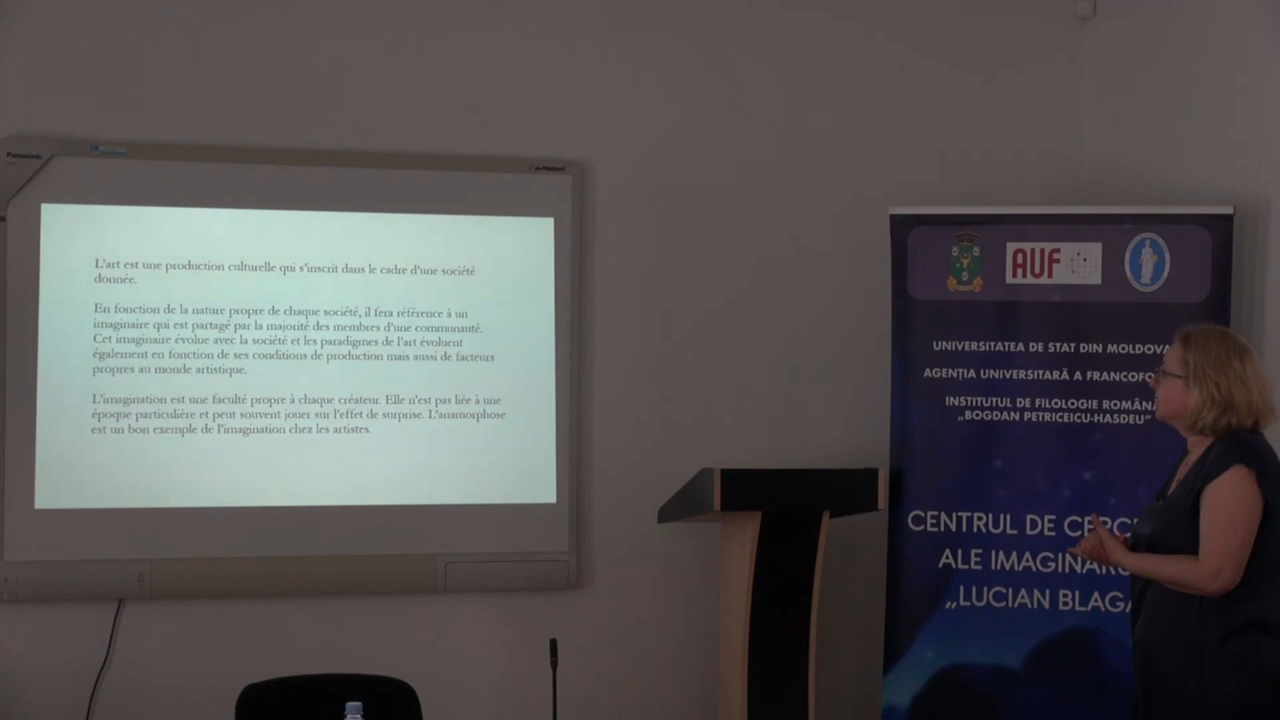 Panasonic
L'art est une production culturelle qui s'inscrit dans le cadre d'une société
donnée.
En fonction de la nature propre de chaque société, il fera référence à un
imaginaire qui est partagé par la majorité des membres d'une communauté.
Cet imaginaire évolue avec la société et les paradigmes de l'art évoluent
également en fonction de ses conditions de production mais aussi de facteurs
propres au monde artistique.
L'imagination est une faculté propre à chaque créateur. Elle n'est pas liée à une
époque particulière et peut souvent jouer sur l'effet de surprise. L'anamorphose
est un bon exemple de l'imagination chez les artistes.
AUF
UNIVERSITATEA DE STAT DIN MOLDOVA
AGENȚIA UNIVERSITARĂ A FRANCOFO
INSTITUTUL DE FILOLOGIE ROMÂNĂ
„BOGDAN PETRICEICU-HASDEU"
CENTRUL DE CERC
ALE IMAGINARU
„LUCIAN BLAGA